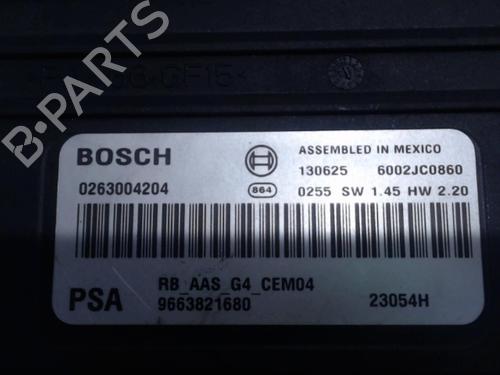 B-PARTS
BOSCH
ASSEMBLED IN MEXICO
130625 6002JC0860
0263004204
864
0255 SW 1.45 HW 2.20
PSA
RB_AAS_G4_CEM04
9663821680
23054H